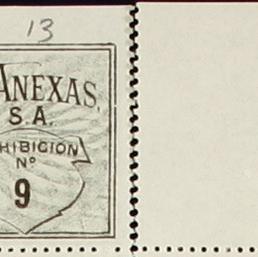 13
ANEXAS,
S.A.
HIBICION
Nº
9